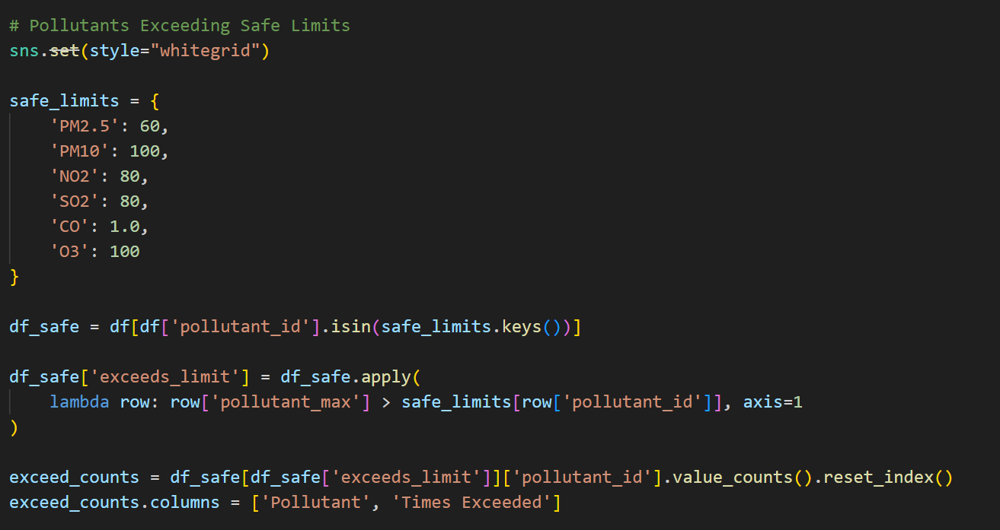 # Pollutants Exceeding Safe Limits
sns.set(style="whitegrid")
safe_limits = {
    'PM2.5': 60,
    'PM10': 100,
    'NO2': 80,
    'SO2': 80,
    'CO': 1.0,
    'O3': 100
}
df_safe = df[df['pollutant_id'].isin(safe_limits.keys())]
df_safe['exceeds_limit'] = df_safe.apply(
    lambda row: row['pollutant_max'] > safe_limits[row['pollutant_id']], axis=1
)
exceed_counts = df_safe[df_safe['exceeds_limit']]['pollutant_id'].value_counts().reset_index()
exceed_counts.columns = ['Pollutant', 'Times Exceeded']